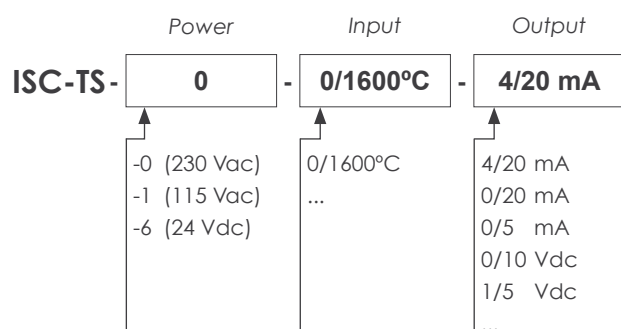 Power Input Output
ISC-TS- 0 - 0/1600ºC - 4/20 mA
-0 (230 Vac) 0/1600ºC 4/20 mA
-1 (115 Vac) ... 0/20 mA
-6 (24 Vdc) 0/5 mA
0/10 Vdc
1/5 Vdc
...